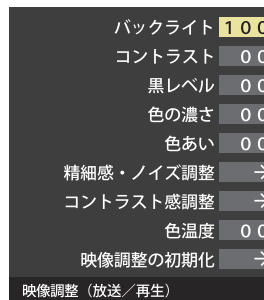 バックライト 100
コントラスト 00
黒レベル 00
色の濃さ 00
色あい 00
精細感・ノイズ調整 →
コントラスト感調整 →
色温度 00
映像調整の初期化 →
映像調整（放送／再生）